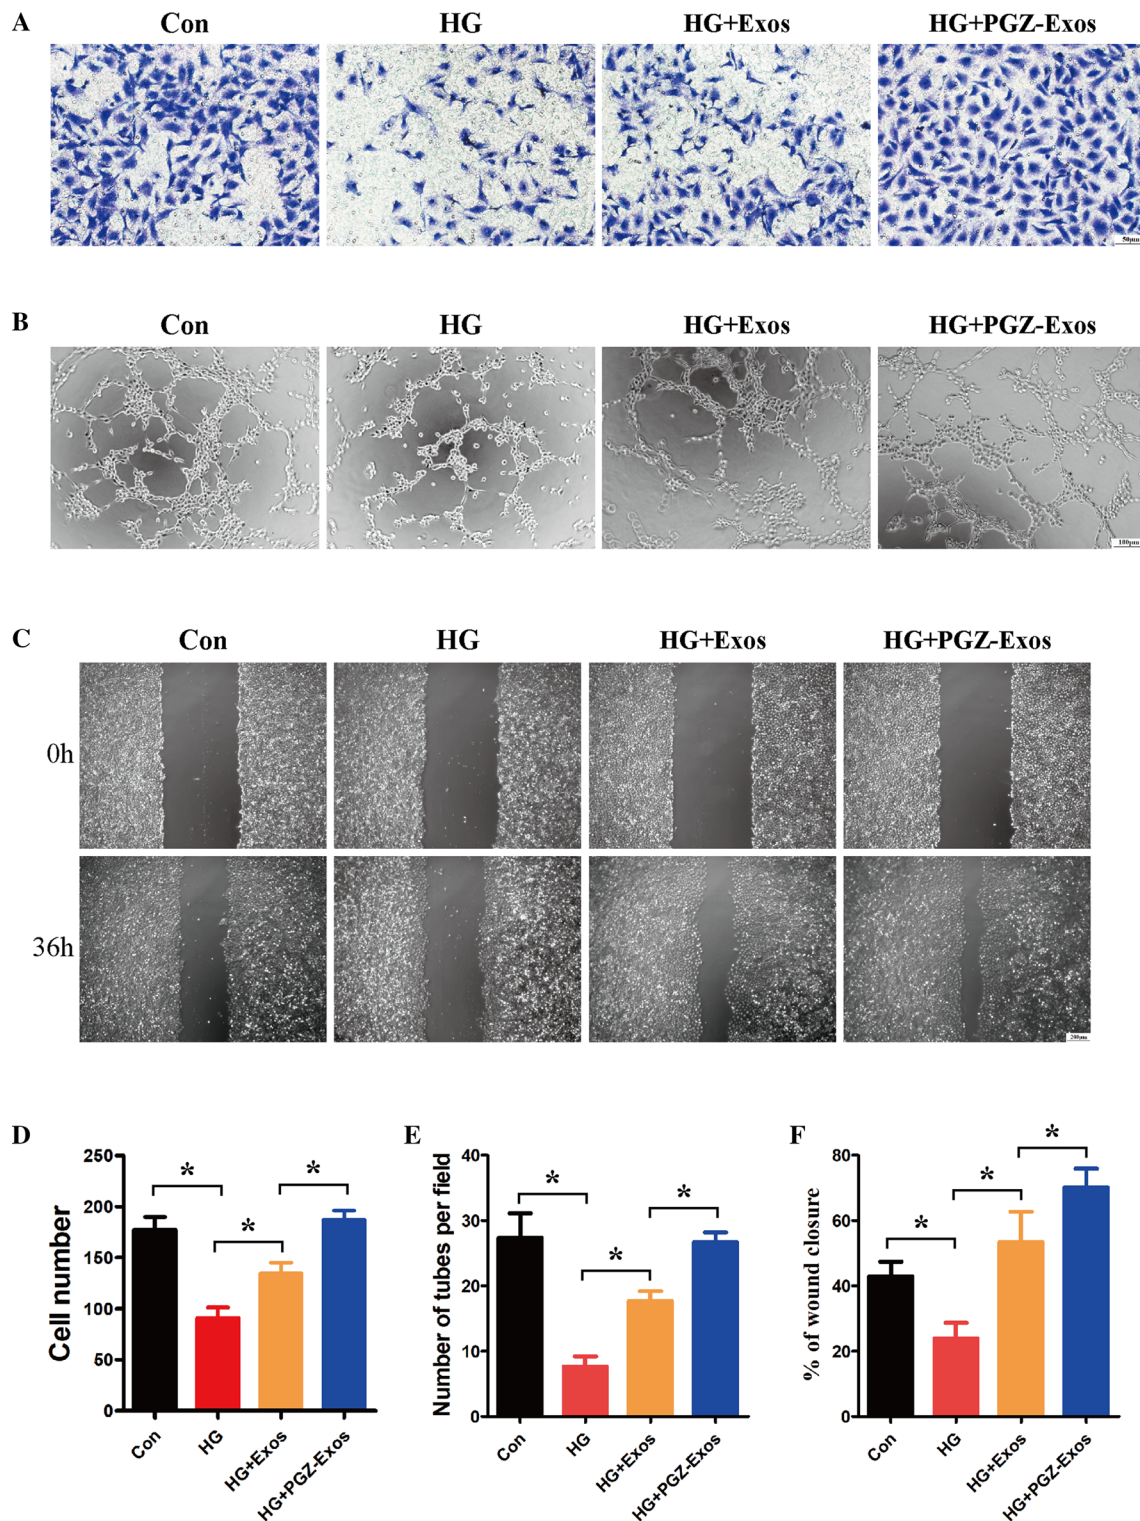 A
Con HG HG+Exos HG+PGZ-Exos
50μm
B
Con HG HG+Exos HG+PGZ-Exos
100μm
C
Con HG HG+Exos HG+PGZ-Exos
0h
36h
200μm
D
Cell number
250
200
150
100
50
0
* * *
Con HG HG+Exos HG+PGZ-Exos
E
Number of tubes per field
40
30
20
10
0
* * *
Con HG HG+Exos HG+PGZ-Exos
F
% of wound closure
80
60
40
20
0
* * *
Con HG HG+Exos HG+PGZ-Exos